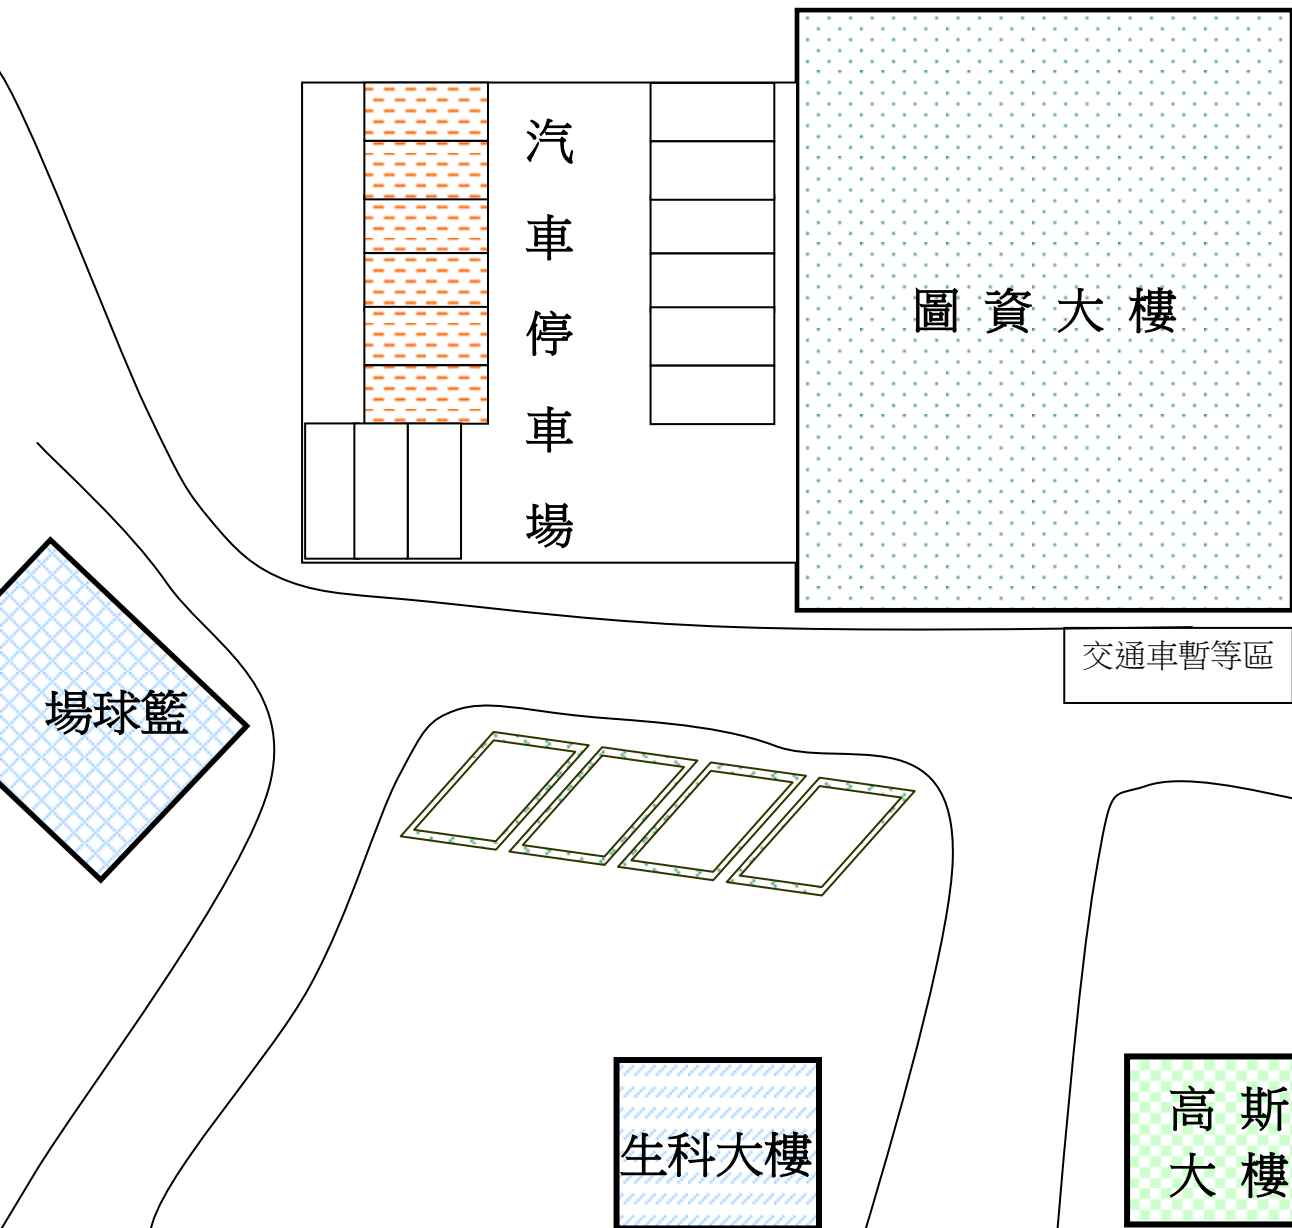 汽車停車場
圖資大樓
交通車暫等區
場球籃
生科大樓
高斯
大樓